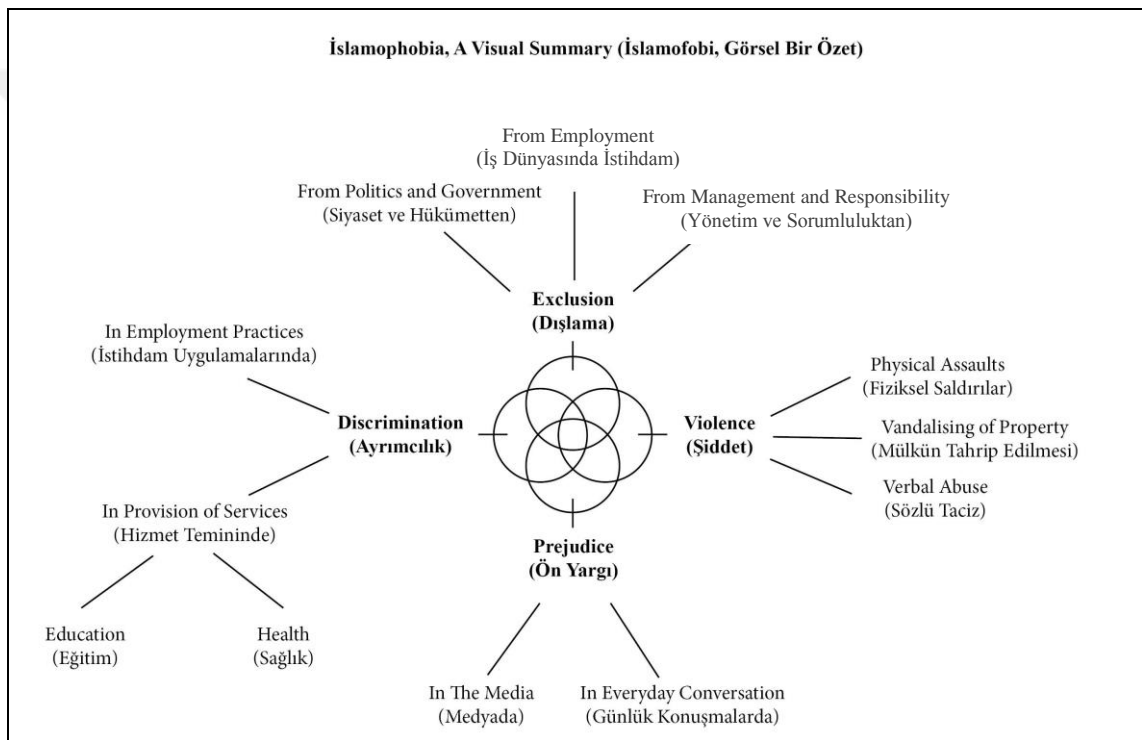 İslamophobia, A Visual Summary (İslamofobi, Görsel Bir Özet)
From Employment
(İş Dünyasında İstihdam)
From Politics and Government
(Siyaset ve Hükümetten)
From Management and Responsibility
(Yönetim ve Sorumluluktan)
Exclusion
(Dışlama)
In Employment Practices
(İstihdam Uygulamalarında)
Discrimination
(Ayrımcılık)
In Provision of Services
(Hizmet Temininde)
Education
(Eğitim)
Health
(Sağlık)
Violence
(Şiddet)
Physical Assaults
(Fiziksel Saldırılar)
Vandalising of Property
(Mülkün Tahrip Edilmesi)
Verbal Abuse
(Sözlü Taciz)
Prejudice
(Ön Yargı)
In The Media
(Medyada)
In Everyday Conversation
(Günlük Konuşmalarda)